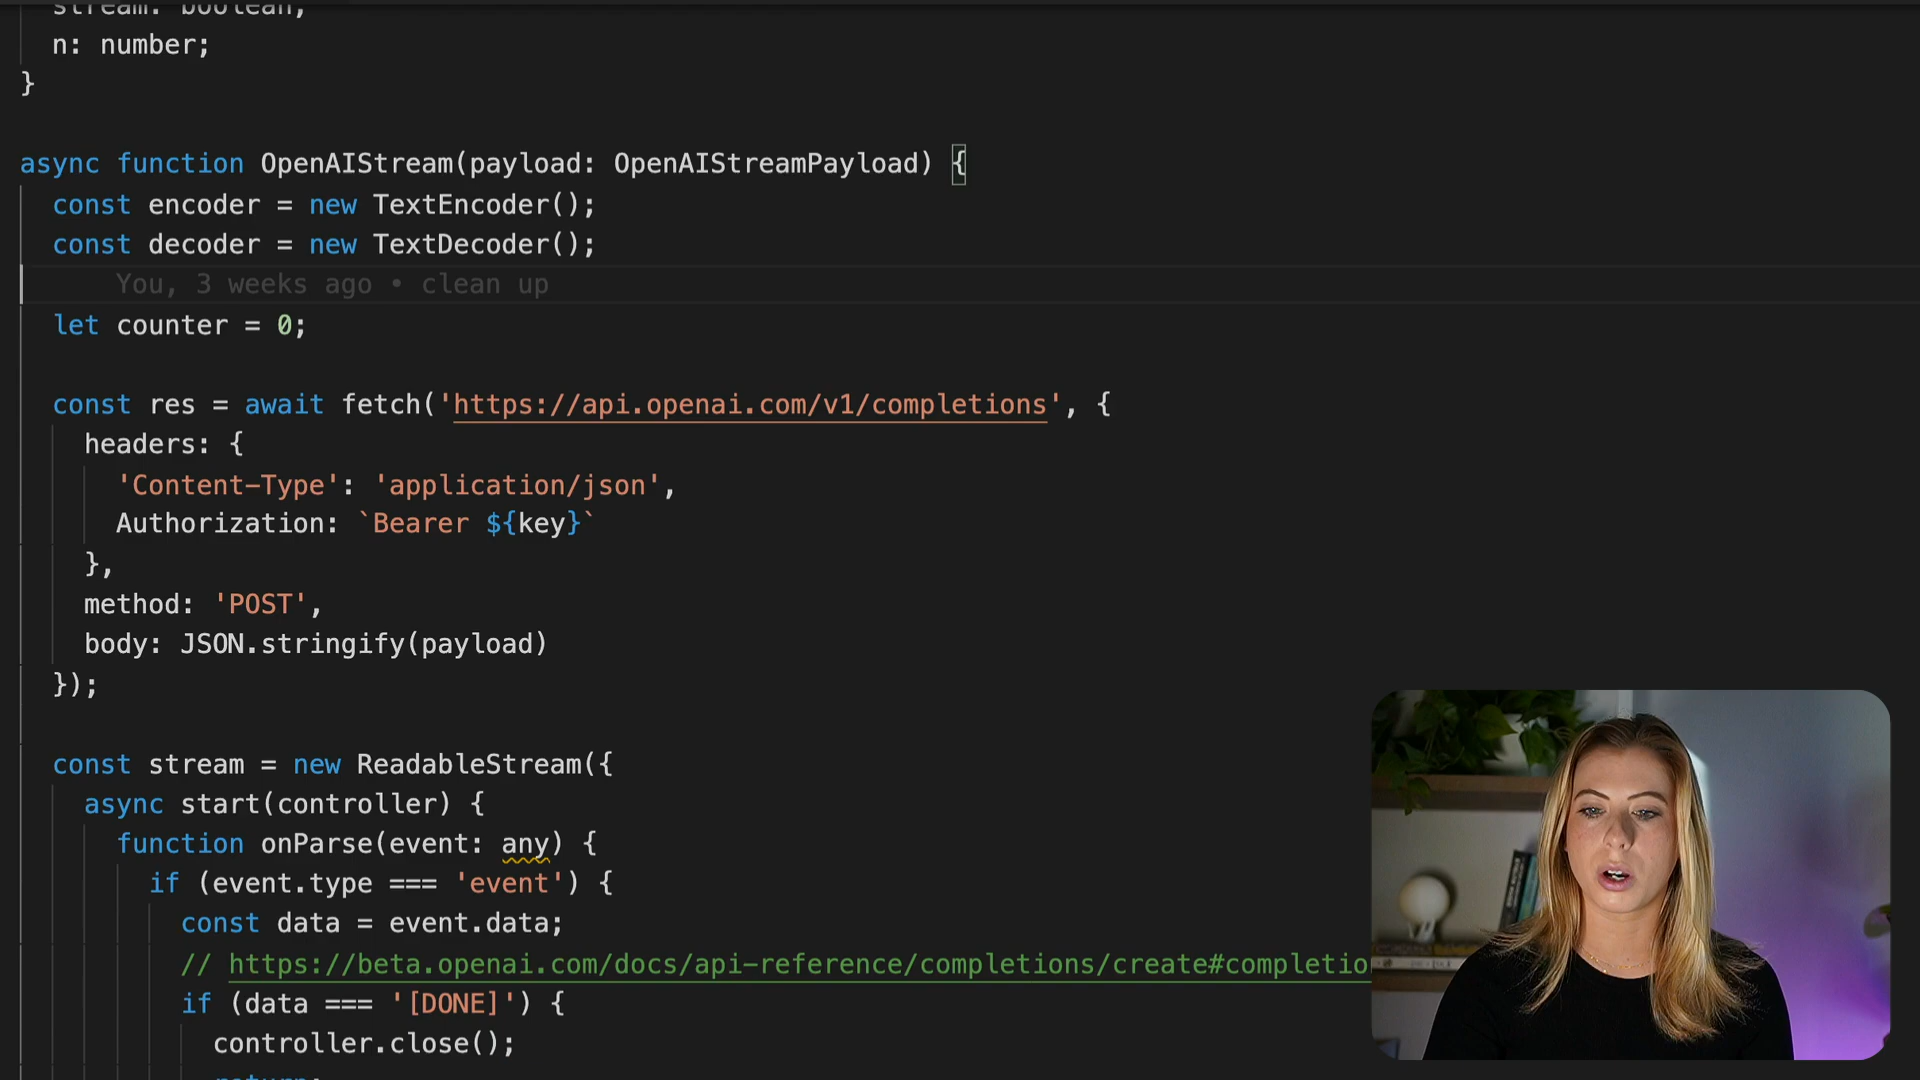 stream: boolean;
n: number;
}
async function OpenAIStream(payload: OpenAIStreamPayload) {
const encoder = new TextEncoder();
const decoder = new TextDecoder();
You, 3 weeks ago • clean up
let counter = 0;
const res = await fetch('https://api.openai.com/v1/completions', {
headers: {
'Content-Type': 'application/json',
Authorization: `Bearer ${key}`
},
method: 'POST',
body: JSON.stringify(payload)
});
const stream = new ReadableStream({
async start(controller) {
function onParse(event: any) {
if (event.type === 'event') {
const data = event.data;
// https://beta.openai.com/docs/api-reference/completions/create#completio
if (data === '[DONE]') {
controller.close();
return;